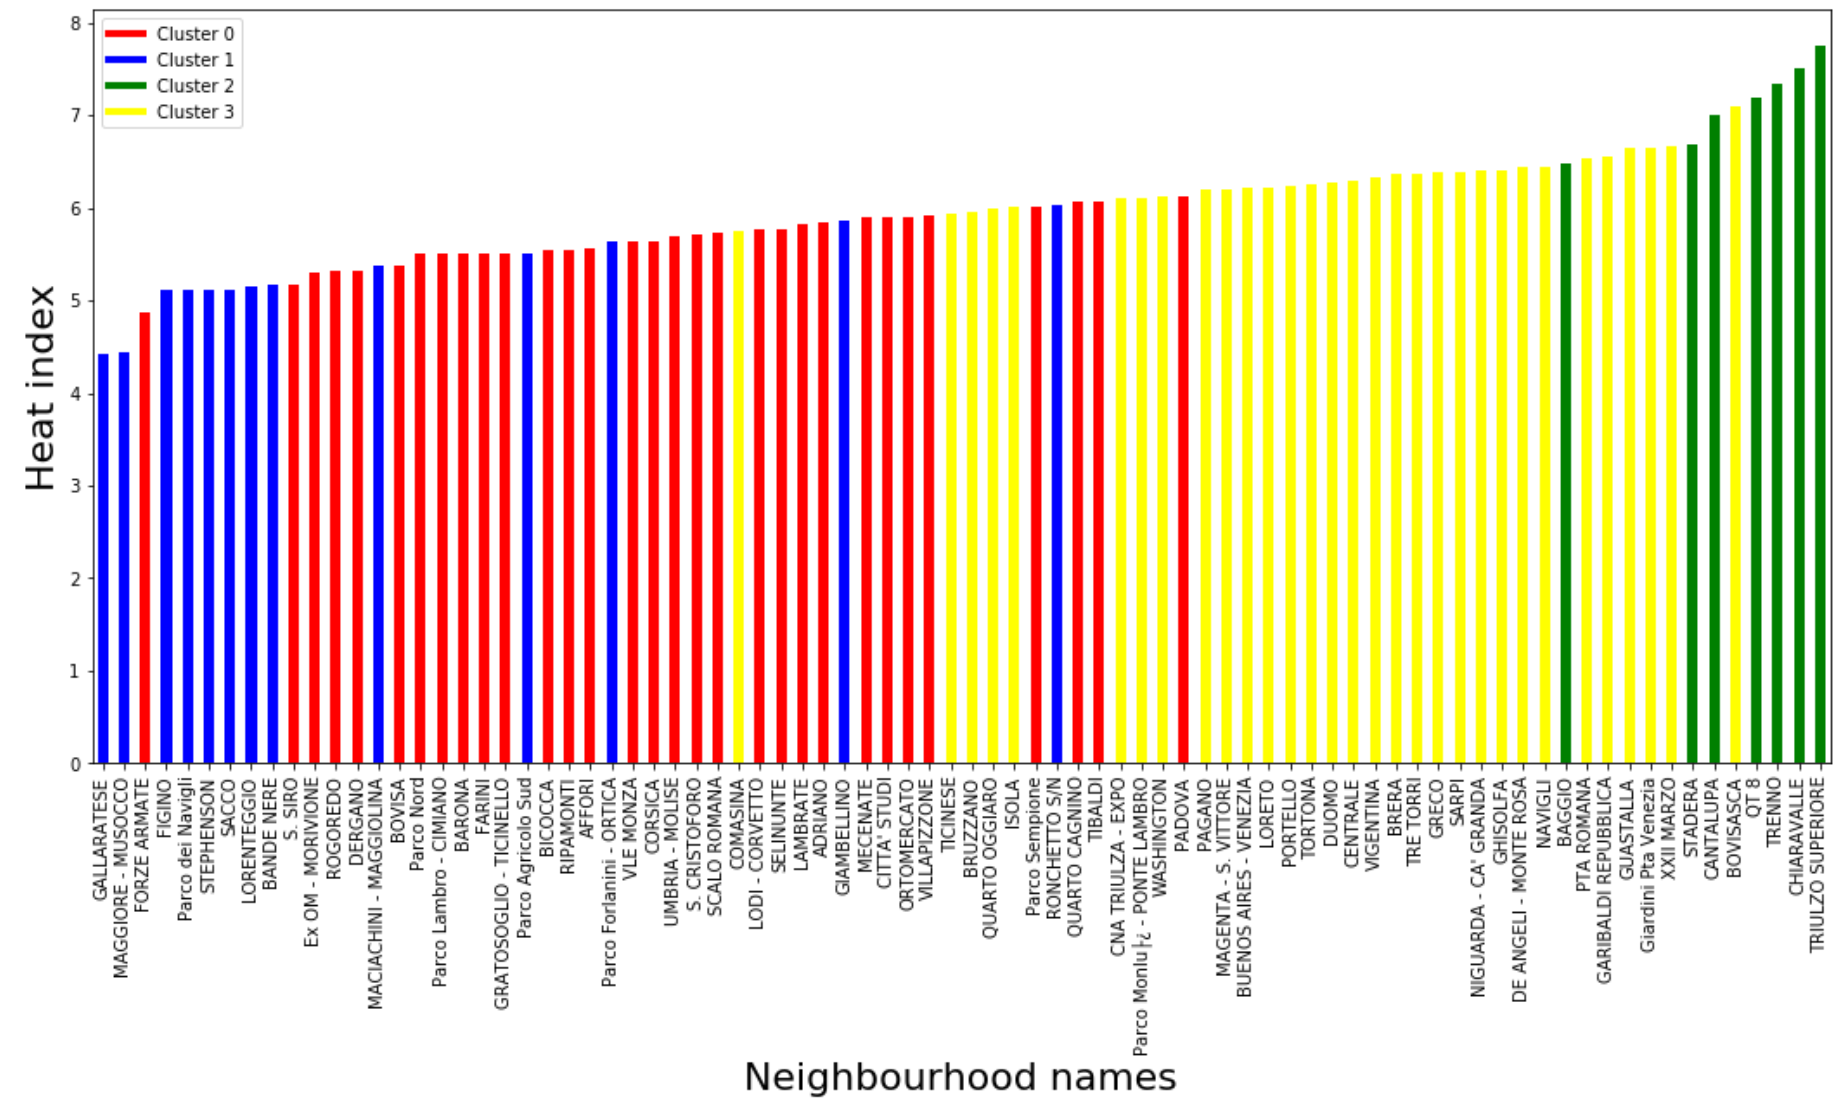 8
7
6
5
4
3
2
1
0
Heat index
Cluster 0
Cluster 1
Cluster 2
Cluster 3
GALLARATESE
MAGGIORE - MUSOCCO
FORZE ARMATE
FIGINO
Parco dei Navigli
STEPHENSON
SACCO
LORENTEGGIO
BANDE NERE
S. SIRO
Ex OM - MORIVIONE
ROGOREDO
DERGANO
MACIACHINI - MAGGIOLINA
BOVISA
Parco Nord
Parco Lambro - CIMIANO
BARONA
FARINI
GRATOSOGLIO - TICINELLO
Parco Agricolo Sud
BICOCCA
RIPAMONTI
AFFORI
Parco Forlanini - ORTICA
VLE MONZA
CORSICA
UMBRIA - MOLISE
S. CRISTOFORO
SCALO ROMANA
COMASINA
LODI - CORVETTO
SELINUNTE
LAMBRATE
ADRIANO
GIAMBELLINO
MECENATE
CITTA' STUDI
ORTOMERCATO
VILLAPIZZONE
TICINESE
BRUZZANO
QUARTO OGGIARO
ISOLA
Parco Sempione
RONCHETTO S/N
QUARTO CAGNINO
TIBALDI
CNA TRIULZA - EXPO
Parco Monlu├¿ - PONTE LAMBRO
WASHINGTON
PADOVA
PAGANO
MAGENTA - S. VITTORE
BUENOS AIRES - VENEZIA
LORETO
PORTELLO
TORTONA
DUOMO
CENTRALE
VIGENTINA
BRERA
TRE TORRI
GRECO
SARPI
NIGUARDA - CA' GRANDA
GHISOLFA
DE ANGELI - MONTE ROSA
NAVIGLI
BAGGIO
PTA ROMANA
GARIBALDI REPUBBLICA
GUASTALLA
Giardini Pta Venezia
XXII MARZO
STADERA
CANTALUPA
BOVISASCA
QT 8
TRENNO
CHIARAVALLE
TRIULZO SUPERIORE
Neighbourhood names